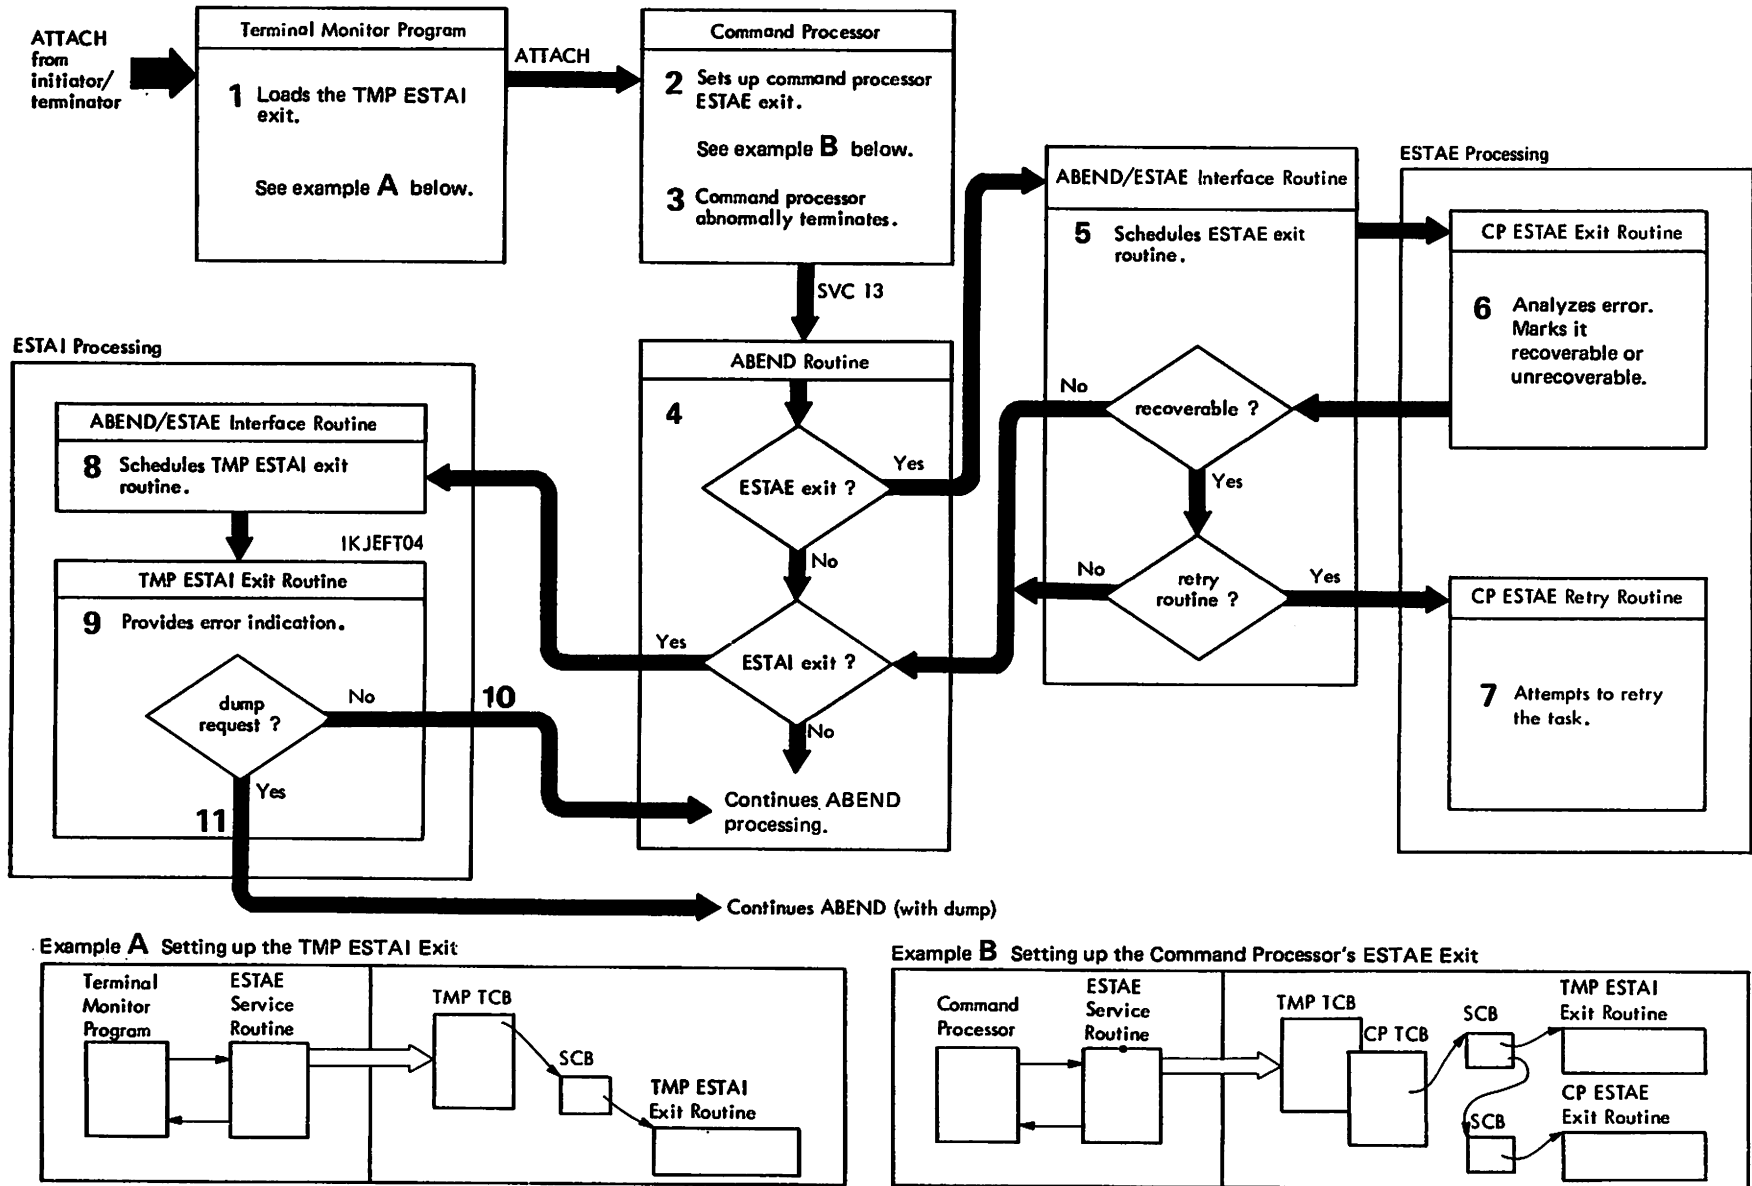 ATTACH
from
initiator/
terminator
Terminal Monitor Program
1 Loads the TMP ESTAI
exit.
See example A below.
ATTACH
Command Processor
2 Sets up command processor
ESTAE exit.
See example B below.
3 Command processor
abnormally terminates.
SVC 13
ABEND/ESTAE Interface Routine
5 Schedules ESTAE exit
routine.
recoverable ?
No
Yes
retry
routine ?
No
Yes
ESTAE Processing
CP ESTAE Exit Routine
6 Analyzes error.
Marks it
recoverable or
unrecoverable.
CP ESTAE Retry Routine
7 Attempts to retry
the task.
ABEND Routine
4
ESTAE exit ?
Yes
No
ESTAI exit ?
Yes
No
Continues ABEND
processing.
ESTAI Processing
ABEND/ESTAE Interface Routine
8 Schedules TMP ESTAI exit
routine.
IKJEFT04
TMP ESTAI Exit Routine
9 Provides error indication.
dump
request ?
No
10
Yes
11
Continues ABEND (with dump)
Example A Setting up the TMP ESTAI Exit
Terminal
Monitor
Program
ESTAE
Service
Routine
TMP TCB
SCB
TMP ESTAI
Exit Routine
Example B Setting up the Command Processor's ESTAE Exit
Command
Processor
ESTAE
Service
Routine
TMP TCB
CP TCB
SCB
TMP ESTAI
Exit Routine
SCB
CP ESTAE
Exit Routine